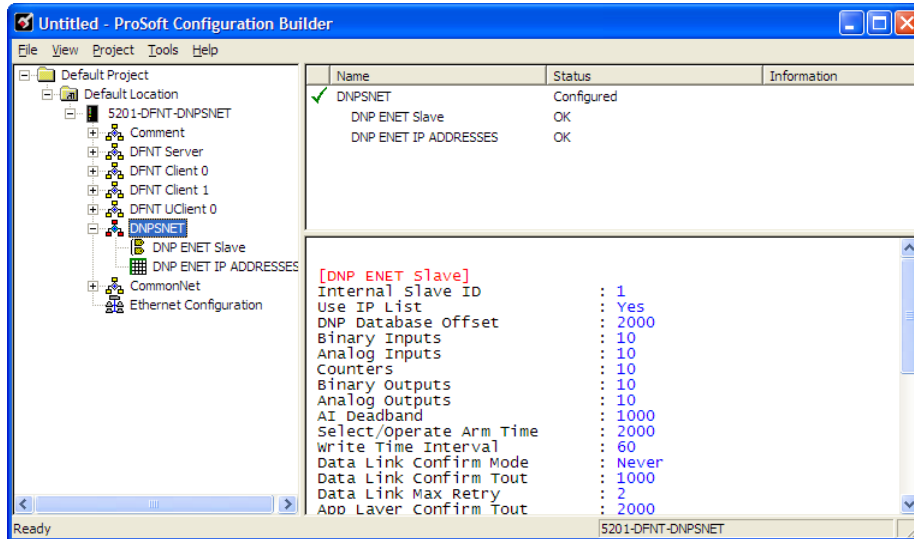 Untitled - ProSoft Configuration Builder
File View Project Tools Help
Default Project
Default Location
5201-DFNT-DNPSNET
Comment
DFNT Server
DFNT Client 0
DFNT Client 1
DFNT UClient 0
DNPSNET
DNP ENET Slave
DNP ENET IP ADDRESSES
CommonNet
Ethernet Configuration
Name Status Information
DNPSNET Configured
DNP ENET Slave OK
DNP ENET IP ADDRESSES OK
[DNP ENET Slave]
Internal Slave ID : 1
Use IP List : Yes
DNP Database Offset : 2000
Binary Inputs : 10
Analog Inputs : 10
Counters : 10
Binary Outputs : 10
Analog Outputs : 10
AI Deadband : 1000
Select/Operate Arm Time : 2000
Write Time Interval : 60
Data Link Confirm Mode : Never
Data Link Confirm Tout : 1000
Data Link Max Retry : 2
App Layer Confirm Tout : 2000
Ready 5201-DFNT-DNPSNET